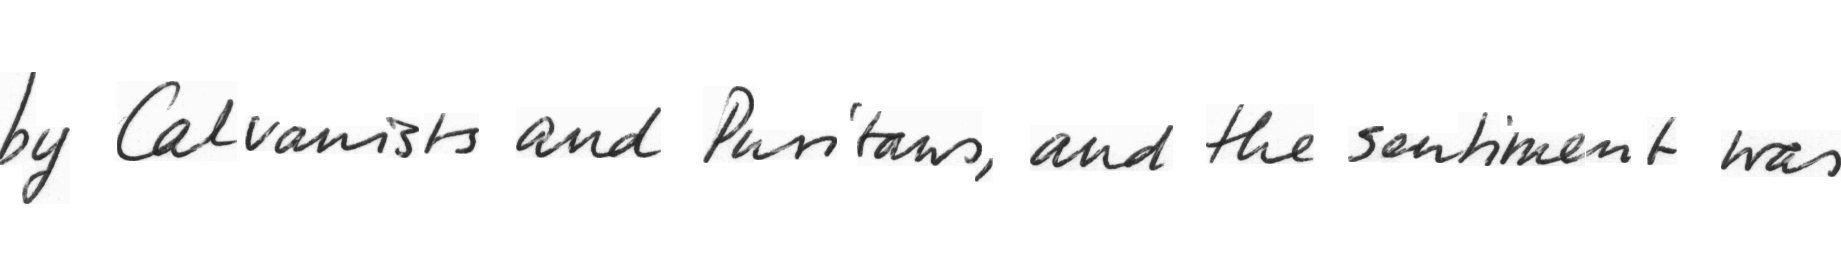 by Calvanists and Puritans, and the sentiment was